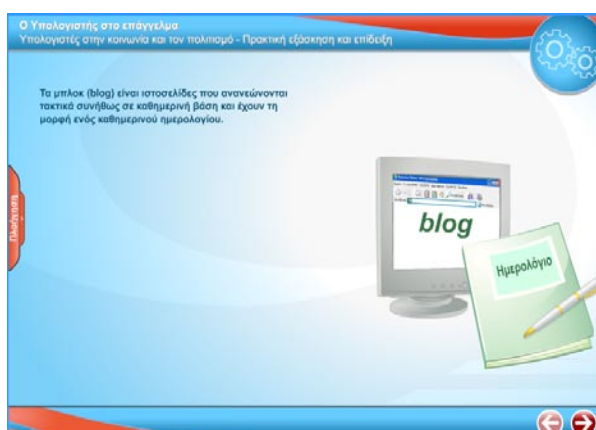 Ο Υπολογιστής στο επάγγελμα
Υπολογιστές στην κοινωνία και τον πολιτισμό - Πρακτική εξάσκηση και επίδειξη
Τα μπλοκ (blog) είναι ιστοσελίδες που ανανεώνονται
τακτικά συνήθως σε καθημερινή βάση και έχουν τη
μορφή ενός καθημερινού ημερολογίου.
Πλοήγηση
blog
Ημερολόγιο